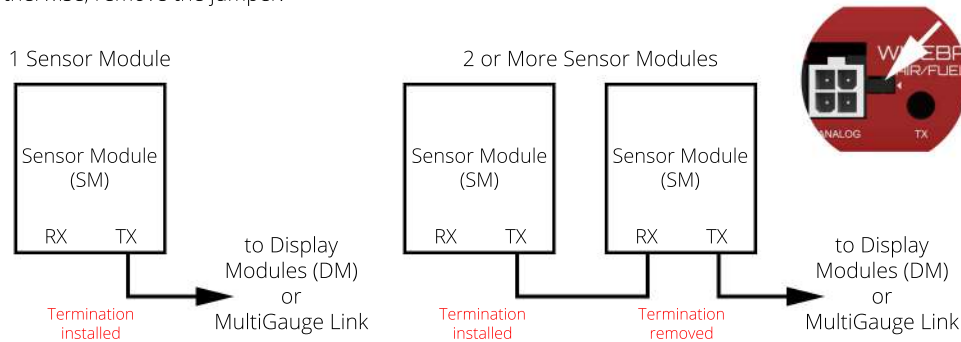 1 Sensor Module
2 or More Sensor Modules
AIR/FUEL
ANALOG
TX
Sensor Module
(SM)
RX TX
Sensor Module
(SM)
RX TX
Sensor Module
(SM)
RX TX
to Display
Modules (DM)
or
MultiGauge Link
to Display
Modules (DM)
or
MultiGauge Link
Termination
installed
Termination
installed
Termination
removed